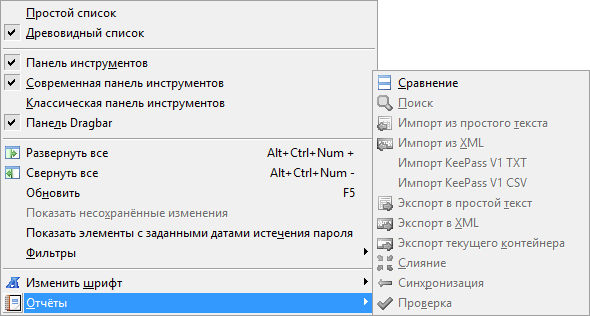 Простой список
Древовидный список
Панель инструментов
Современная панель инструментов
Классическая панель инструментов
Панель Dragbar
Развернуть все Alt+Ctrl+Num +
Свернуть все Alt+Ctrl+Num -
Обновить F5
Показать несохранённые изменения
Показать элементы с заданными датами истечения пароля
Фильтры
Изменить шрифт
Отчёты
Сравнение
Поиск
Импорт из простого текста
Импорт из XML
Импорт KeePass V1 TXT
Импорт KeePass V1 CSV
Экспорт в простой текст
Экспорт в XML
Экспорт текущего контейнера
Слияние
Синхронизация
Проверка